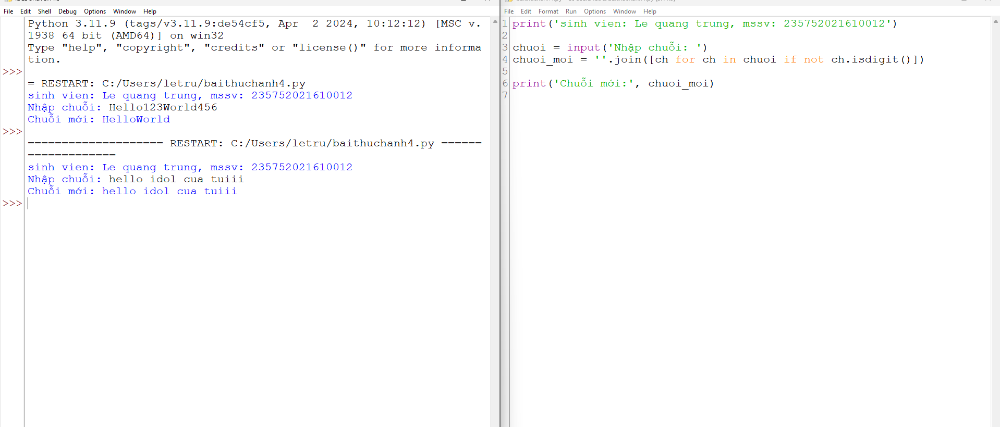 File Edit Shell Debug Options Window Help
Python 3.11.9 (tags/v3.11.9:de54cf5, Apr  2 2024, 10:12:12) [MSC v.
1938 64 bit (AMD64)] on win32
Type "help", "copyright", "credits" or "license()" for more informa
tion.
>>>
= RESTART: C:/Users/letru/baithuchanh4.py
sinh vien: Le quang trung, mssv: 235752021610012
Nhập chuỗi: Hello123World456
Chuỗi mới: HelloWorld
>>>
==================== RESTART: C:/Users/letru/baithuchanh4.py ======
=============
sinh vien: Le quang trung, mssv: 235752021610012
Nhập chuỗi: hello idol cua tuiii
Chuỗi mới: hello idol cua tuiii
>>>
File Edit Format Run Options Window Help
1 print('sinh vien: Le quang trung, mssv: 235752021610012')
2
3 chuoi = input('Nhập chuỗi: ')
4 chuoi_moi = ''.join([ch for ch in chuoi if not ch.isdigit()])
5
6 print('Chuỗi mới:', chuoi_moi)
7